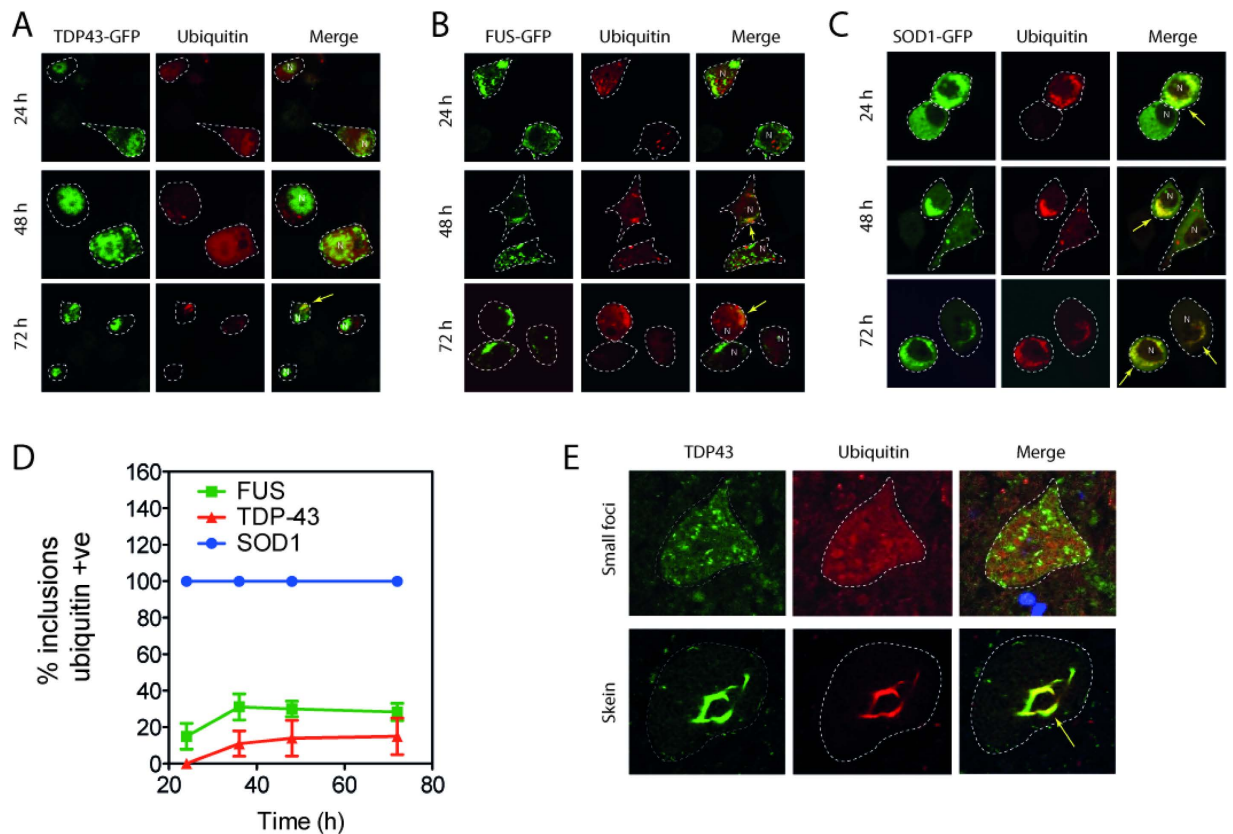 A
TDP43-GFP Ubiquitin Merge
24 h
N
N
48 h
N
N
72 h
N
N
N
B
FUS-GFP Ubiquitin Merge
24 h
N
N
48 h
N
N
72 h
N
N
N
C
SOD1-GFP Ubiquitin Merge
24 h
N
N
48 h
N
N
72 h
N
N
D
% inclusions
ubiquitin +ve
160
140
120
100
80
60
40
20
0
FUS
TDP-43
SOD1
20 40 60 80
Time (h)
E
TDP43 Ubiquitin Merge
Small foci
Skein